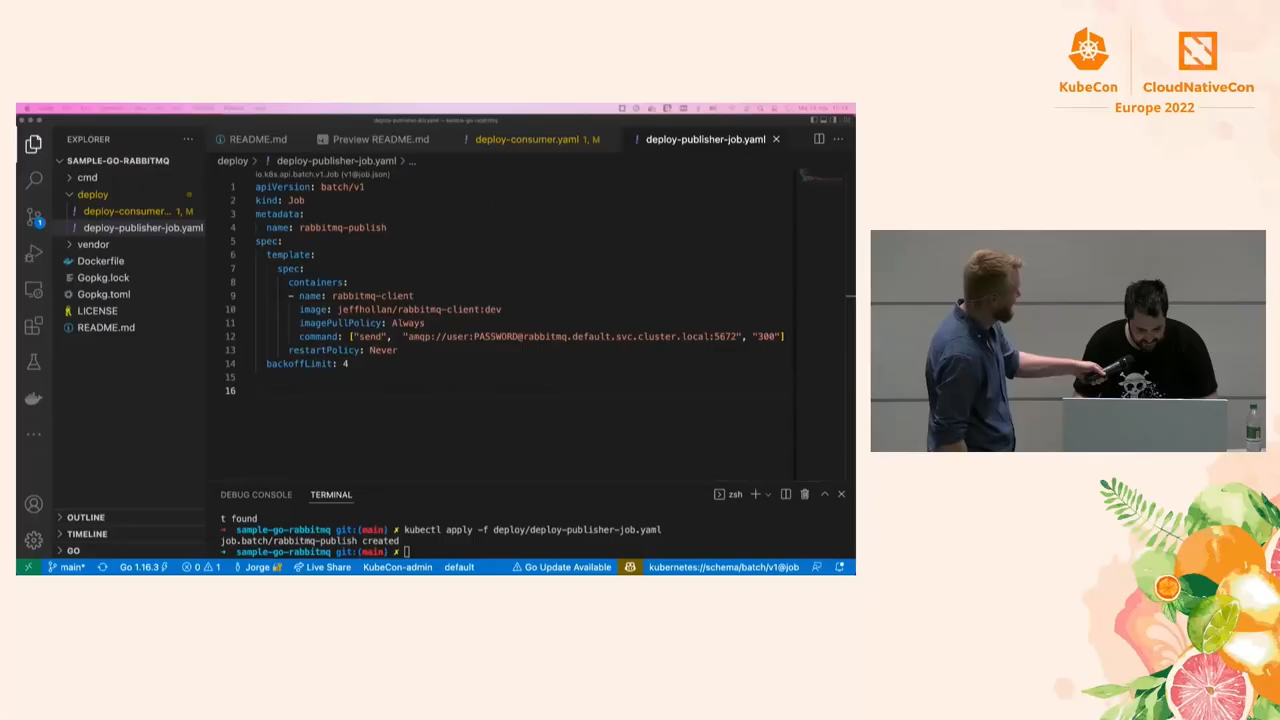 KubeCon
CloudNativeCon
Europe 2022
EXPLORER
README.md
Preview README.md
deploy-consumer.yaml 1, M
deploy-publisher-job.yaml
SAMPLE-GO-RABBITMQ
cmd
deploy
deploy-consumer... 1, M
deploy-publisher-job.yaml
vendor
Dockerfile
Gopkg.lock
Gopkg.toml
LICENSE
README.md
deploy > ! deploy-publisher-job.yaml > ...
io.k8s.api.batch.v1.Job (v1@job.json)
1 apiVersion: batch/v1
2 kind: Job
3 metadata:
4 name: rabbitmq-publish
5 spec:
6 template:
7 spec:
8 containers:
9 - name: rabbitmq-client
10 image: jeffhollan/rabbitmq-client:dev
11 imagePullPolicy: Always
12 command: ["send", "amqp://user:PASSWORD@rabbitmq.default.svc.cluster.local:5672", "300"]
13 restartPolicy: Never
14 backoffLimit: 4
15
16
DEBUG CONSOLE
TERMINAL
zsh
t found
→ sample-go-rabbitmq git:(main) ✗ kubectl apply -f deploy/deploy-publisher-job.yaml
job.batch/rabbitmq-publish created
→ sample-go-rabbitmq git:(main) ✗
OUTLINE
TIMELINE
GO
main*
Go 1.16.3
0
1
Jorge
Live Share
KubeCon-admin
default
Go Update Available
kubernetes://schema/batch/v1@job